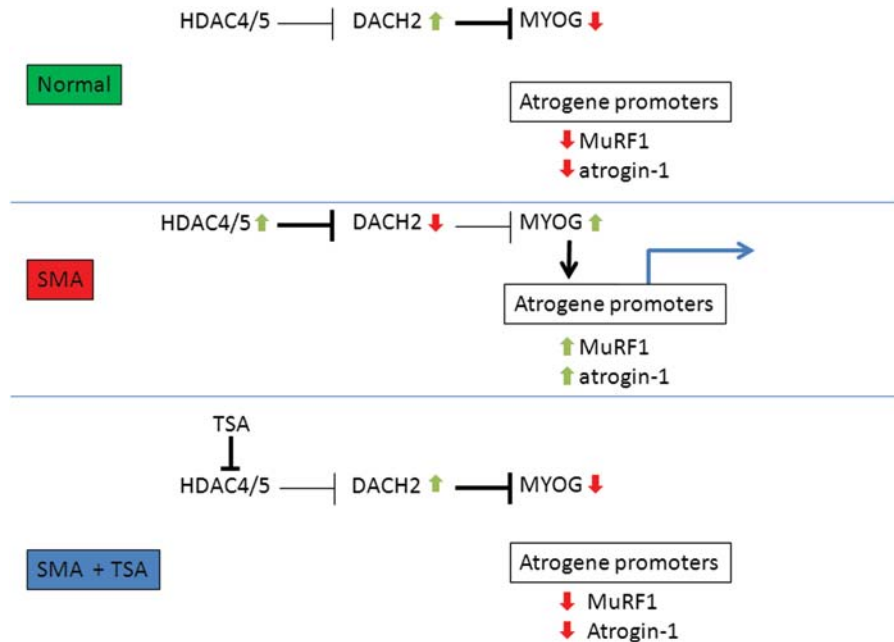 HDAC4/5 DACH2 MYOG
Normal
Atrogene promoters
MuRF1
atrogin-1
HDAC4/5 DACH2 MYOG
SMA
Atrogene promoters
MuRF1
atrogin-1
TSA
HDAC4/5 DACH2 MYOG
SMA + TSA
Atrogene promoters
MuRF1
Atrogin-1